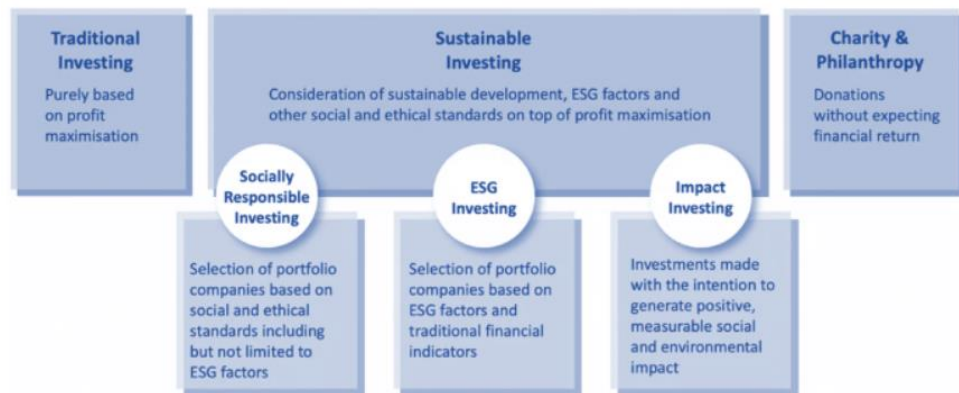 Traditional
Investing
Purely based
on profit
maximisation
Sustainable
Investing
Consideration of sustainable development, ESG factors and
other social and ethical standards on top of profit maximisation
Charity &
Philanthropy
Donations
without expecting
financial return
Socially
Responsible
Investing
Selection of portfolio
companies based on
social and ethical
standards including
but not limited to
ESG factors
ESG
Investing
Selection of portfolio
companies based on
ESG factors and
traditional financial
indicators
Impact
Investing
Investments made
with the intention to
generate positive,
measurable social
and environmental
impact